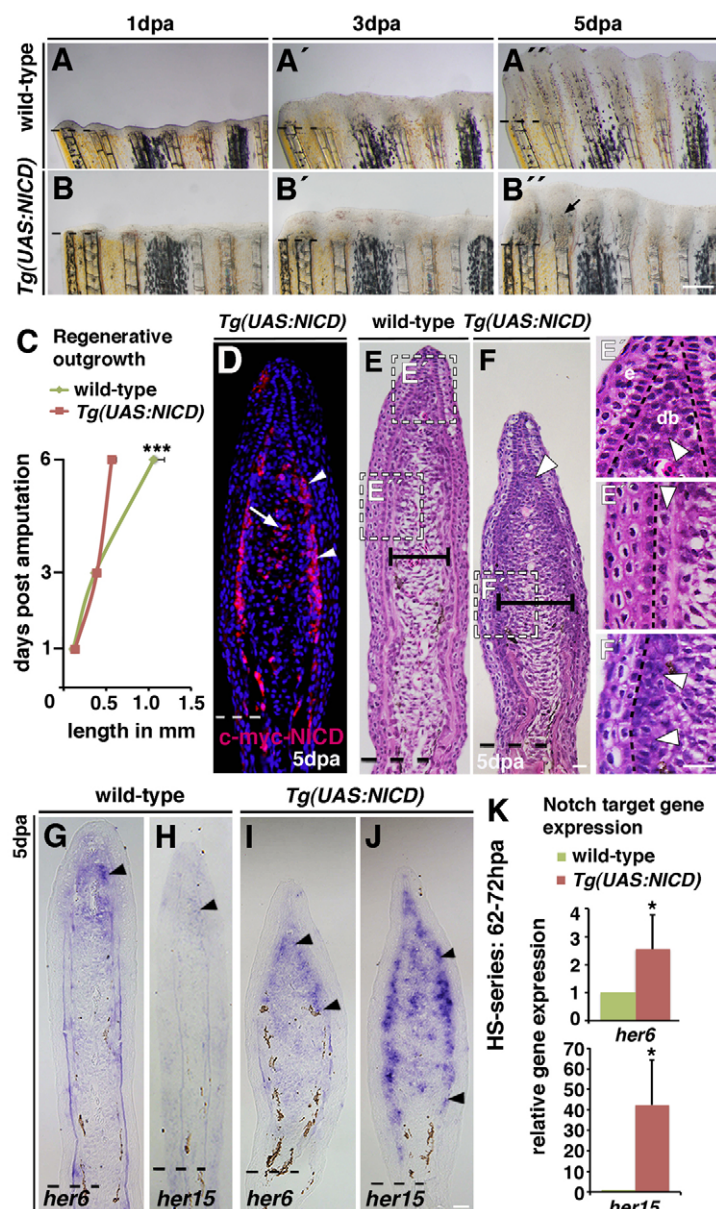 1dpa 3dpa 5dpa
wild-type
A A´ A´´
Tg(UAS:NICD)
B B´ B´´
C Regenerative
outgrowth
wild-type
Tg(UAS:NICD)
***
6
3
1
days post amputation
0 0.5 1.0 1.5
length in mm
Tg(UAS:NICD) wild-type Tg(UAS:NICD)
D
c-myc-NICD
5dpa
E
E´´
E´
F
F´
5dpa
E´´
e
db
E´
F´
5dpa
wild-type Tg(UAS:NICD)
G
her6
H
her15
I
her6
J
her15
K Notch target gene
expression
wild-type
Tg(UAS:NICD)
HS-series: 62-72hpa
relative gene expression
*
4
3
2
1
0
her6
*
70
60
50
40
30
20
10
0
her15